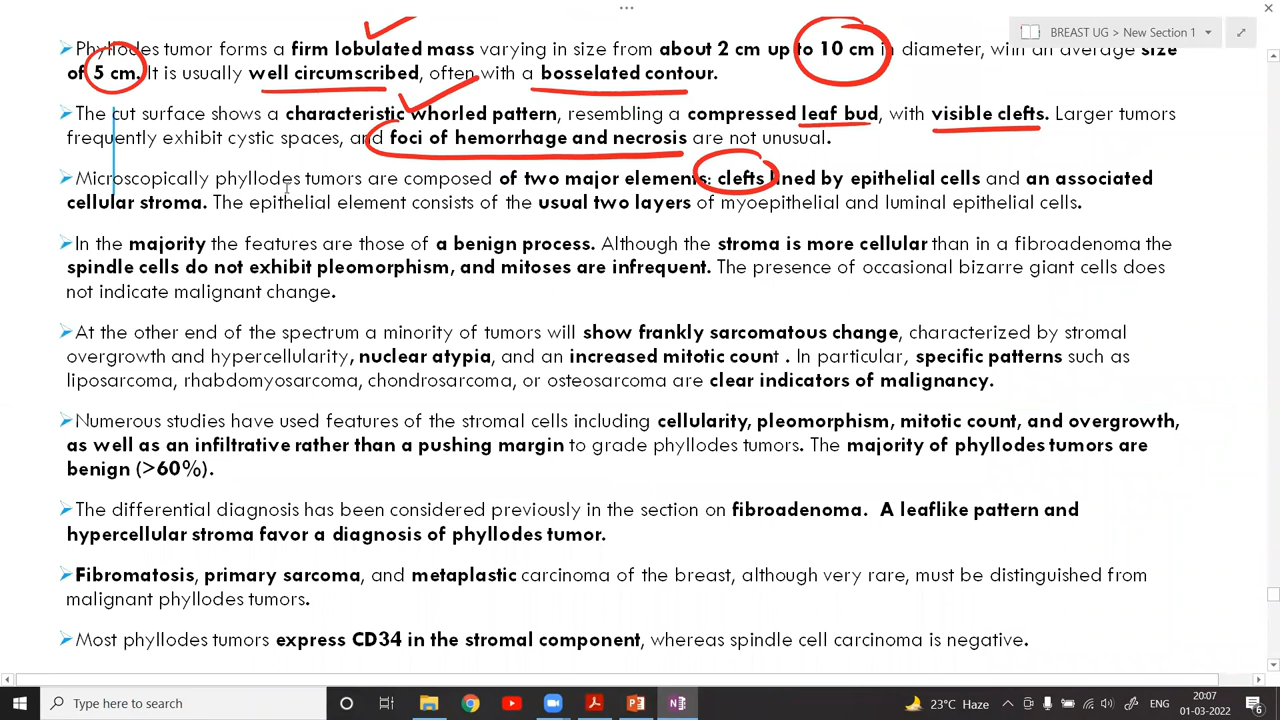 BREAST UG > New Section 1
➢Phyllodes tumor forms a firm lobulated mass varying in size from about 2 cm up to 10 cm in diameter, with an average size
of 5 cm. It is usually well circumscribed, often with a bosselated contour.
➢The cut surface shows a characteristic whorled pattern, resembling a compressed leaf bud, with visible clefts. Larger tumors
frequently exhibit cystic spaces, and foci of hemorrhage and necrosis are not unusual.
➢Microscopically phyllodes tumors are composed of two major elements: clefts lined by epithelial cells and an associated
cellular stroma. The epithelial element consists of the usual two layers of myoepithelial and luminal epithelial cells.
➢In the majority the features are those of a benign process. Although the stroma is more cellular than in a fibroadenoma the
spindle cells do not exhibit pleomorphism, and mitoses are infrequent. The presence of occasional bizarre giant cells does
not indicate malignant change.
➢At the other end of the spectrum a minority of tumors will show frankly sarcomatous change, characterized by stromal
overgrowth and hypercellularity, nuclear atypia, and an increased mitotic count . In particular, specific patterns such as
liposarcoma, rhabdomyosarcoma, chondrosarcoma, or osteosarcoma are clear indicators of malignancy.
➢Numerous studies have used features of the stromal cells including cellularity, pleomorphism, mitotic count, and overgrowth,
as well as an infiltrative rather than a pushing margin to grade phyllodes tumors. The majority of phyllodes tumors are
benign (>60%).
➢The differential diagnosis has been considered previously in the section on fibroadenoma. A leaflike pattern and
hypercellular stroma favor a diagnosis of phyllodes tumor.
➢Fibromatosis, primary sarcoma, and metaplastic carcinoma of the breast, although very rare, must be distinguished from
malignant phyllodes tumors.
➢Most phyllodes tumors express CD34 in the stromal component, whereas spindle cell carcinoma is negative.
Type here to search
23°C Haze
ENG
20:07
01-03-2022
6